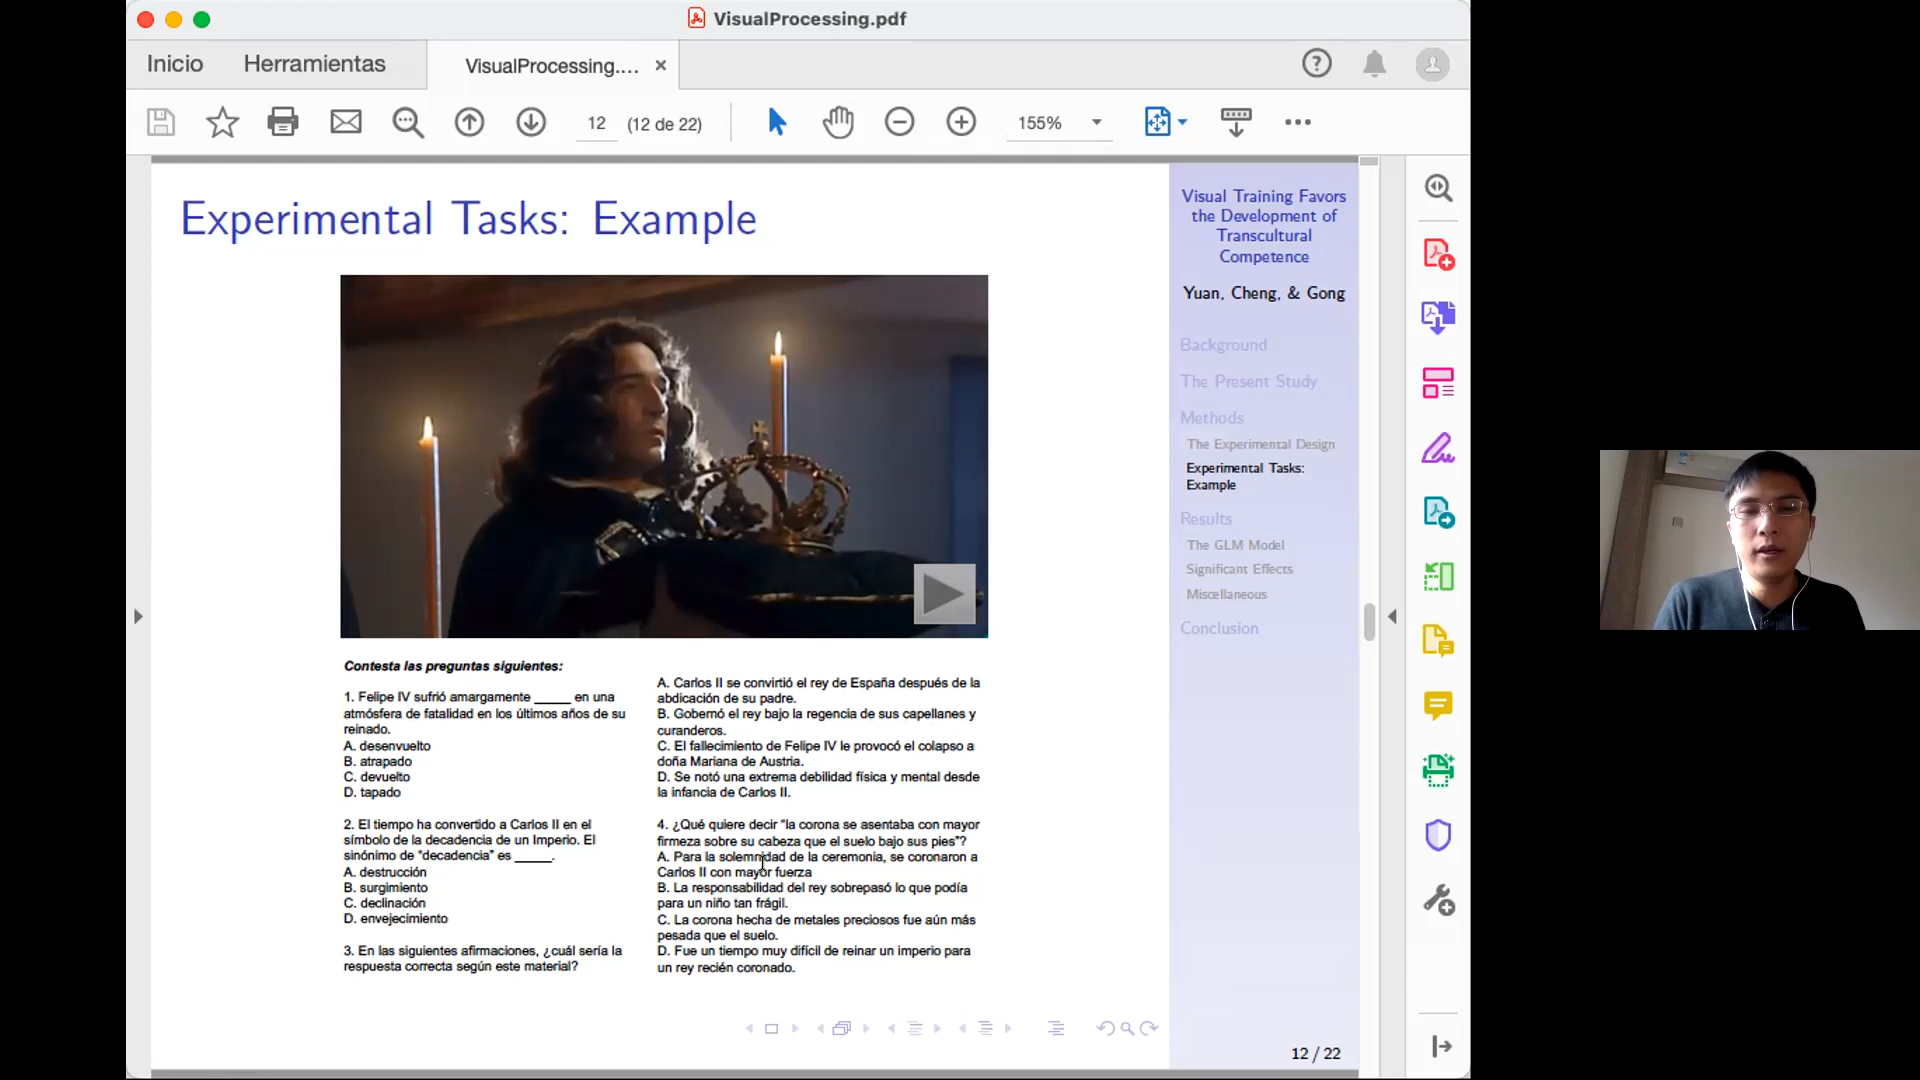 VisualProcessing.pdf
Inicio
Herramientas
VisualProcessing....
12
(12 de 22)
155%
Experimental Tasks: Example
Contesta las preguntas siguientes:
1. Felipe IV sufrió amargamente _____ en una
atmósfera de fatalidad en los últimos años de su
reinado.
A. desenvuelto
B. atrapado
C. devuelto
D. tapado
2. El tiempo ha convertido a Carlos II en el
símbolo de la decadencia de un Imperio. El
sinónimo de “decadencia” es _____.
A. destrucción
B. surgimiento
C. declinación
D. envejecimiento
3. En las siguientes afirmaciones, ¿cuál sería la
respuesta correcta según este material?
A. Carlos II se convirtió el rey de España después de la
abdicación de su padre.
B. Gobernó el rey bajo la regencia de sus capellanes y
curanderos.
C. El fallecimiento de Felipe IV le provocó el colapso a
doña Mariana de Austria.
D. Se notó una extrema debilidad física y mental desde
la infancia de Carlos II.
4. ¿Qué quiere decir “la corona se asentaba con mayor
firmeza sobre su cabeza que el suelo bajo sus pies”?
A. Para la solemnidad de la ceremonia, se coronaron a
Carlos II con mayor fuerza
B. La responsabilidad del rey sobrepasó lo que podía
para un niño tan frágil.
C. La corona hecha de metales preciosos fue aún más
pesada que el suelo.
D. Fue un tiempo muy difícil de reinar un imperio para
un rey recién coronado.
Visual Training Favors
the Development of
Transcultural
Competence
Yuan, Cheng, & Gong
Background
The Present Study
Methods
The Experimental Design
Experimental Tasks:
Example
Results
The GLM Model
Significant Effects
Miscellaneous
Conclusion
12 / 22